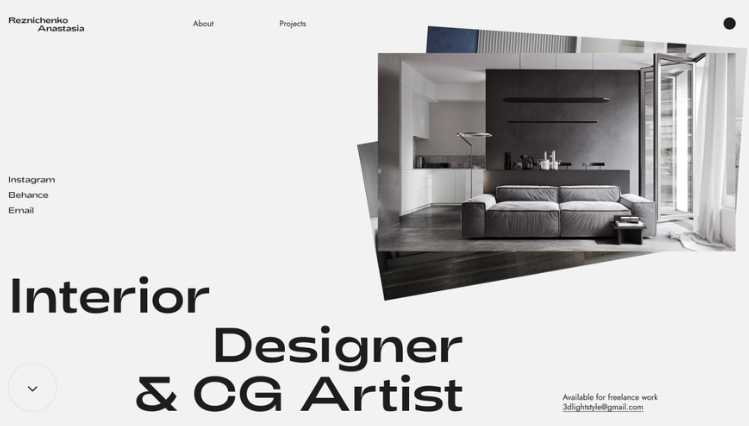 Reznichenko
Anastasia
About
Projects
Instagram
Behance
Email
Interior
Designer
& CG Artist
Available for freelance work
3dlightstyle@gmail.com